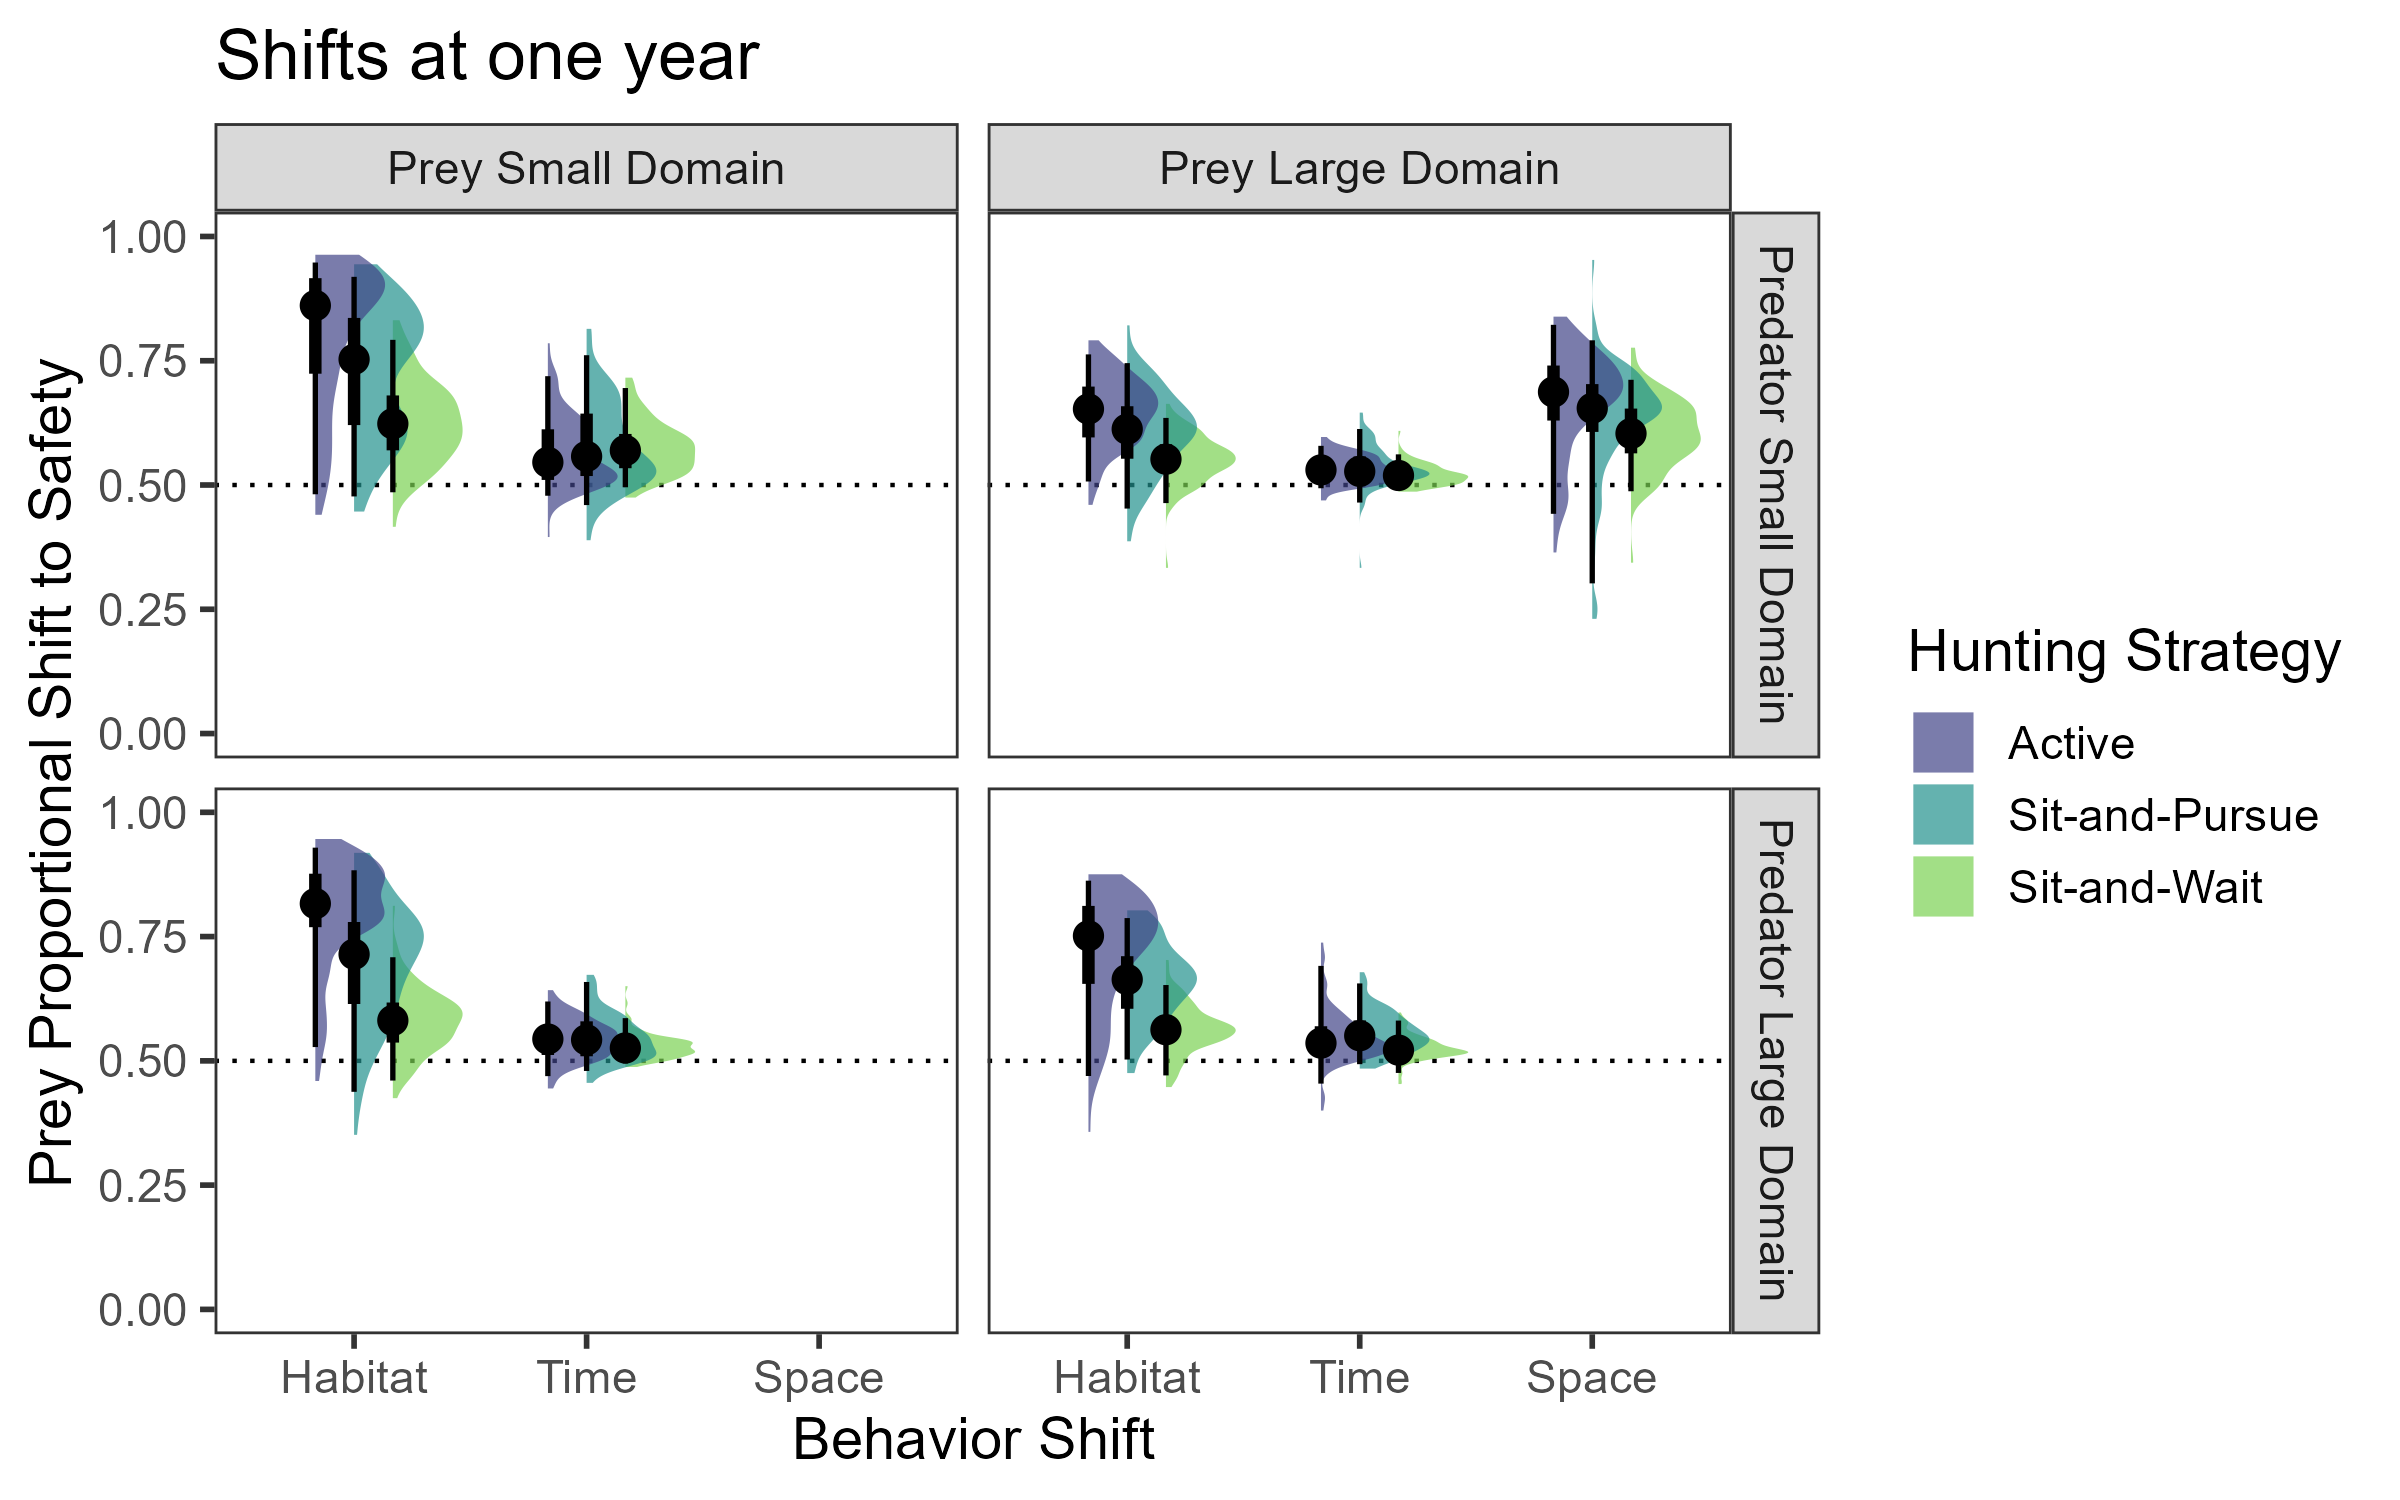 Shifts at one year
Prey Small Domain
Prey Large Domain
Predator Small Domain
Predator Large Domain
Prey Proportional Shift to Safety
1.00
0.75
0.50
0.25
0.00
1.00
0.75
0.50
0.25
0.00
Habitat
Time
Space
Habitat
Time
Space
Behavior Shift
Hunting Strategy
Active
Sit-and-Pursue
Sit-and-Wait